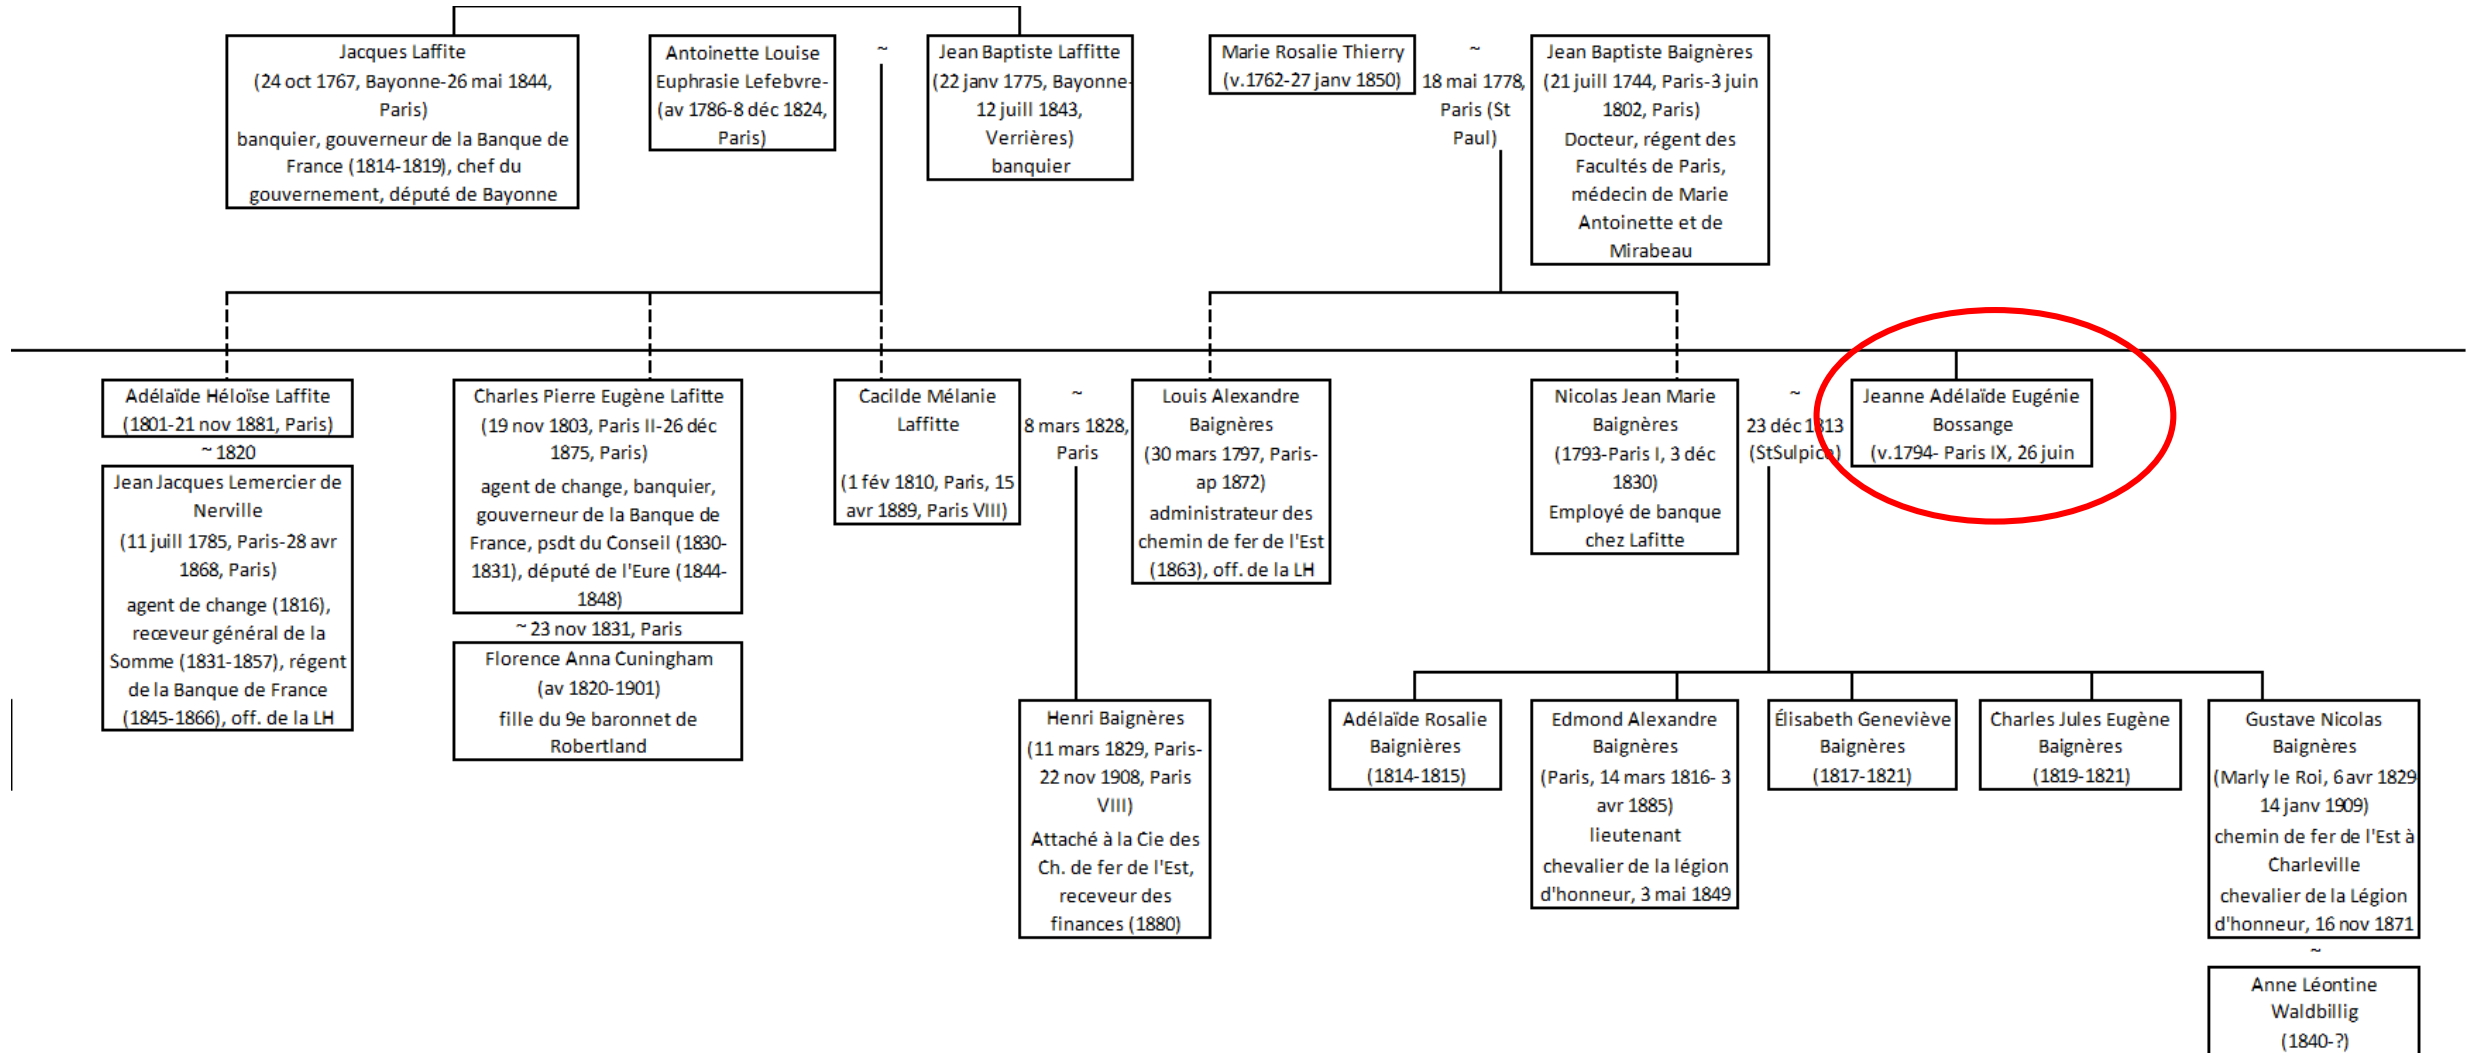 Jacques Laffite
(24 oct 1767, Bayonne-26 mai 1844,
Paris)
banquier, gouverneur de la Banque de
France (1814-1819), chef du
gouvernement, député de Bayonne
Antoinette Louise
Euphrasie Lefebvre-
(av 1786-8 déc 1824,
Paris)
~
Jean Baptiste Laffitte
(22 janv 1775, Bayonne-
12 juill 1843,
Verrières)
banquier
Marie Rosalie Thierry
(v.1762-27 janv 1850)
~
18 mai 1778,
Paris (St
Paul)
Jean Baptiste Baignères
(21 juill 1744, Paris-3 juin
1802, Paris)
Docteur, régent des
Facultés de Paris,
médecin de Marie
Antoinette et de
Mirabeau
Adélaïde Héloïse Laffite
(1801-21 nov 1881, Paris)
~ 1820
Jean Jacques Lemercier de
Nerville
(11 juill 1785, Paris-28 avr
1868, Paris)
agent de change (1816),
receveur général de la
Somme (1831-1857), régent
de la Banque de France
(1845-1866), off. de la LH
Charles Pierre Eugène Lafitte
(19 nov 1803, Paris II-26 déc
1875, Paris)
agent de change, banquier,
gouverneur de la Banque de
France, psdt du Conseil (1830-
1831), député de l'Eure (1844-
1848)
~ 23 nov 1831, Paris
Florence Anna Cuningham
(av 1820-1901)
fille du 9e baronnet de
Robertland
Cacilde Mélanie
Laffitte
(1 fév 1810, Paris, 15
avr 1889, Paris VIII)
~
8 mars 1828,
Paris
Louis Alexandre
Baignères
(30 mars 1797, Paris-
ap 1872)
administrateur des
chemin de fer de l'Est
(1863), off. de la LH
Nicolas Jean Marie
Baignères
(1793-Paris I, 3 déc
1830)
Employé de banque
chez Lafitte
~
23 déc 1813
(StSulpice)
Jeanne Adélaïde Eugénie
Bossange
(v.1794- Paris IX, 26 juin
Henri Baignères
(11 mars 1829, Paris-
22 nov 1908, Paris
VIII)
Attaché à la Cie des
Ch. de fer de l'Est,
receveur des
finances (1880)
Adélaïde Rosalie
Baignières
(1814-1815)
Edmond Alexandre
Baignères
(Paris, 14 mars 1816- 3
avr 1885)
lieutenant
chevalier de la légion
d'honneur, 3 mai 1849
Élisabeth Geneviève
Baignères
(1817-1821)
Charles Jules Eugène
Baignères
(1819-1821)
Gustave Nicolas
Baignères
(Marly le Roi, 6 avr 1829
14 janv 1909)
chemin de fer de l'Est à
Charleville
chevalier de la Légion
d'honneur, 16 nov 1871
~
Anne Léontine
Waldbillig
(1840-?)